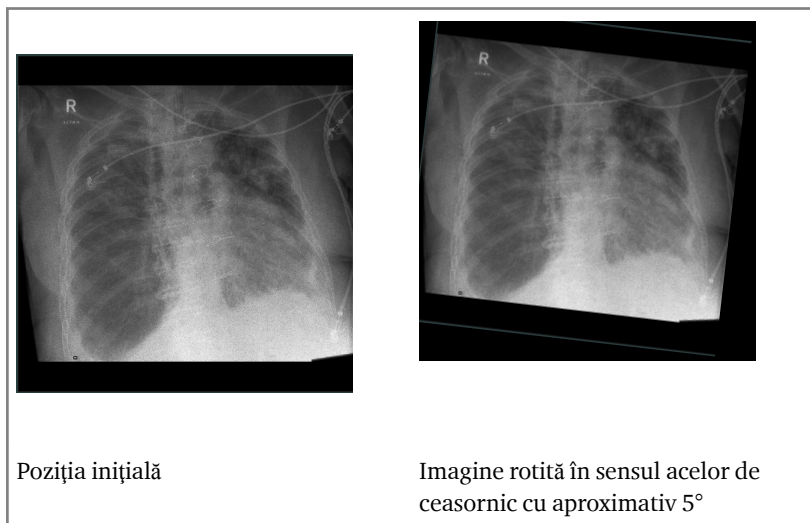 R
R
Poziţia iniţială
Imagine rotită în sensul acelor de
ceasornic cu aproximativ 5°